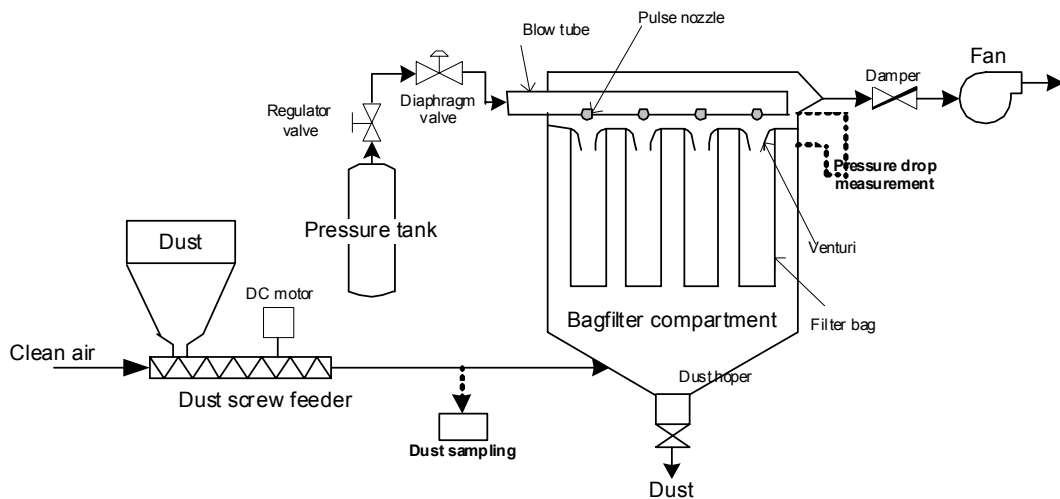 Blow tube
Pulse nozzle
Fan
Damper
Regulator
valve
Diaphragm
valve
Pressure drop
measurement
Pressure tank
Dust
Venturi
DC motor
Bagfilter compartment
Filter bag
Clean air
Dust screw feeder
Dust hoper
Dust sampling
Dust